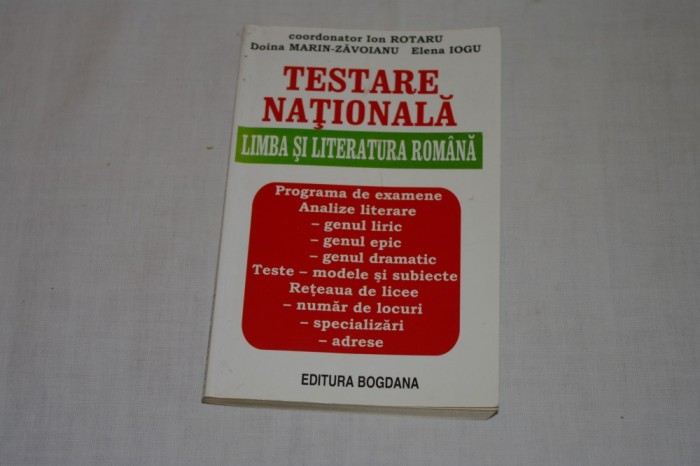 coordonator Ion ROTARU
Doina MARIN-ZĂVOIANU Elena IOGU
TESTARE
NAŢIONALĂ
LIMBA ŞI LITERATURA ROMÂNĂ
Programa de examene
Analize literare
– genul liric
– genul epic
– genul dramatic
Teste – modele şi subiecte
Reţeaua de licee
– număr de locuri
– specializări
– adrese
EDITURA BOGDANA